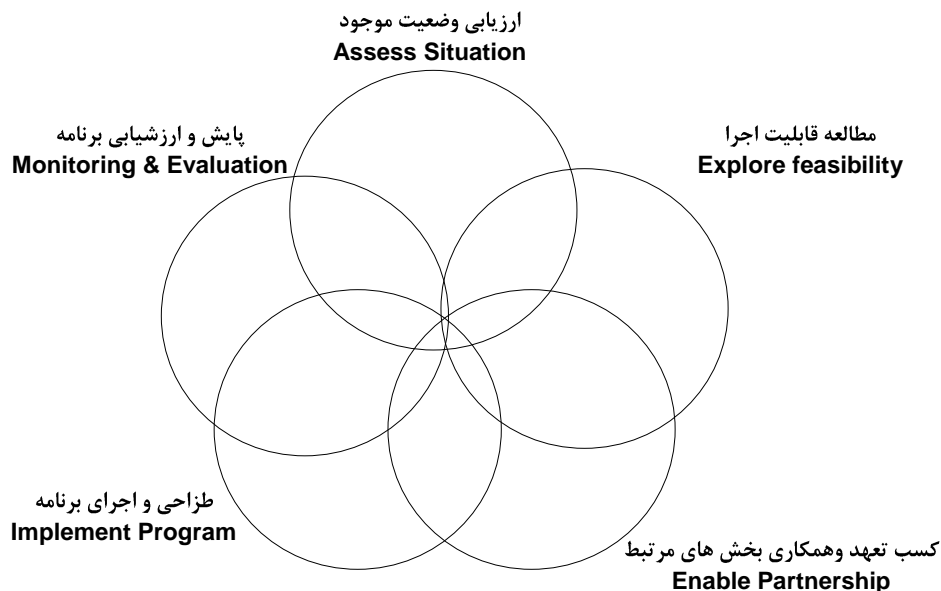 ارزیابی وضعیت موجود
Assess Situation
مطالعه قابلیت اجرا
Explore feasibility
پایش و ارزشیابی برنامه
Monitoring & Evaluation
طزاحی و اجرای برنامه
Implement Program
کسب تعهد وهمکاری بخش های مرتبط
Enable Partnership